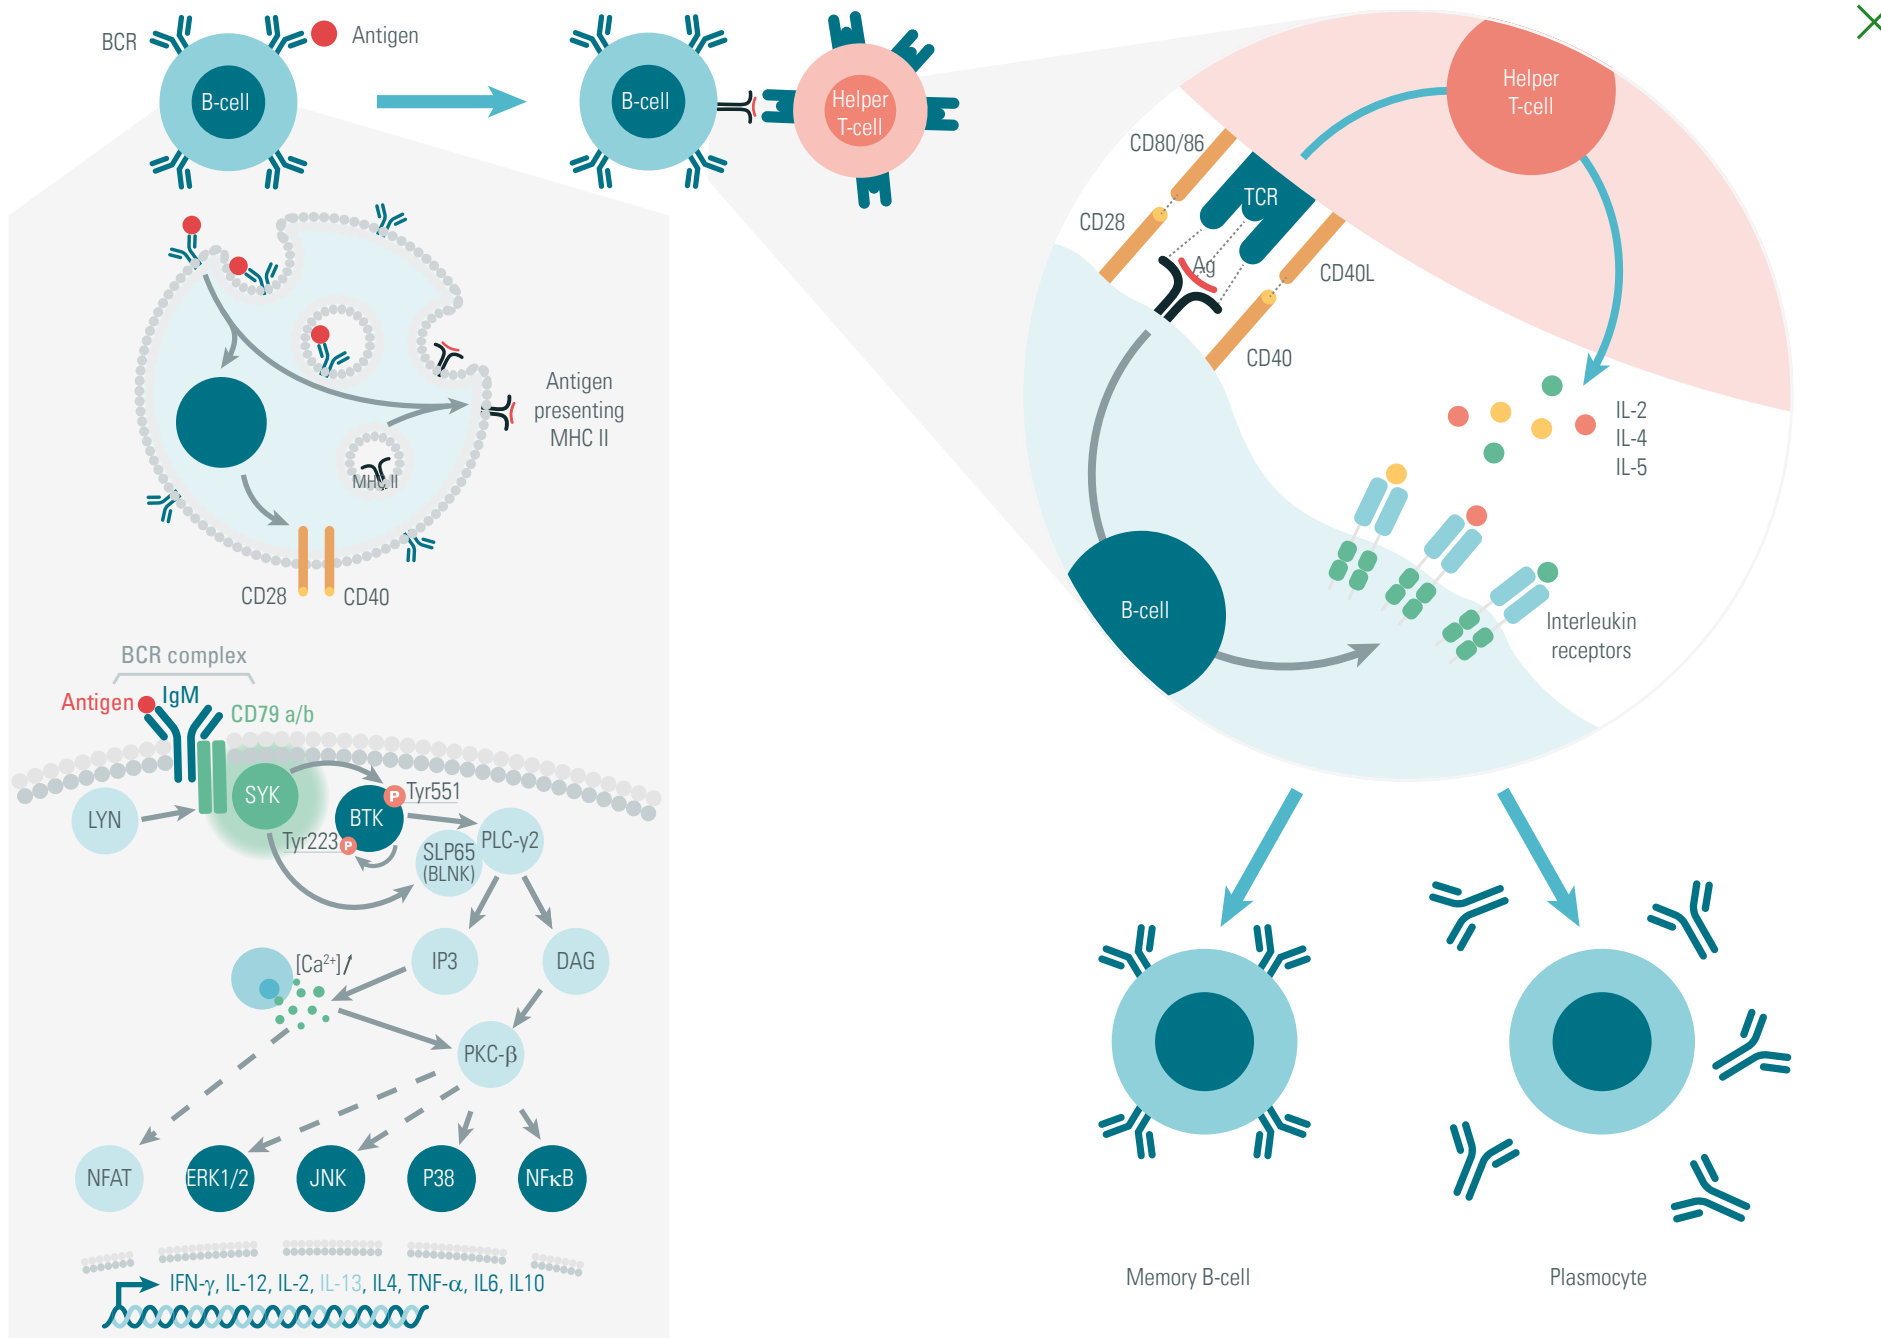 BCR
Antigen
B-cell
B-cell
Helper
T-cell
Antigen
presenting
MHC II
MHC II
CD28
CD40
BCR complex
Antigen
IgM
CD79 a/b
LYN
SYK
BTK
P
Tyr551
Tyr223
P
SLP65
(BLNK)
PLC-γ2
[Ca²⁺]
IP3
DAG
PKC-β
NFAT
ERK1/2
JNK
P38
NFκB
IFN-γ, IL-12, IL-2, IL-13, IL4, TNF-α, IL6, IL10
Helper
T-cell
CD80/86
TCR
CD28
Ag
CD40L
CD40
IL-2
IL-4
IL-5
B-cell
Interleukin
receptors
Memory B-cell
Plasmocyte